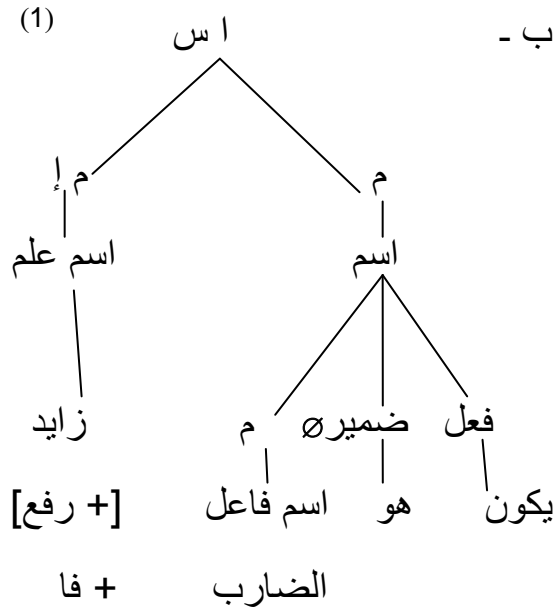 ب - ا س (1)
م م إ
اسم اسم علم
فعل ضمير∅ م زايد
يكون هو اسم فاعل [+ رفع]
الضارب + فا